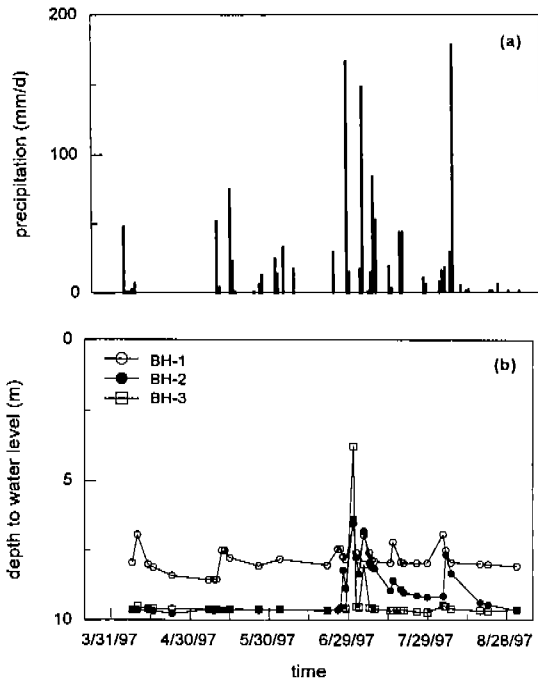 200
(a)
precipitation (mm/d)
100
0
0
BH-1
(b)
BH-2
BH-3
depth to water level (m)
5
10
3/31/97 4/30/97 5/30/97 6/29/97 7/29/97 8/28/97
time